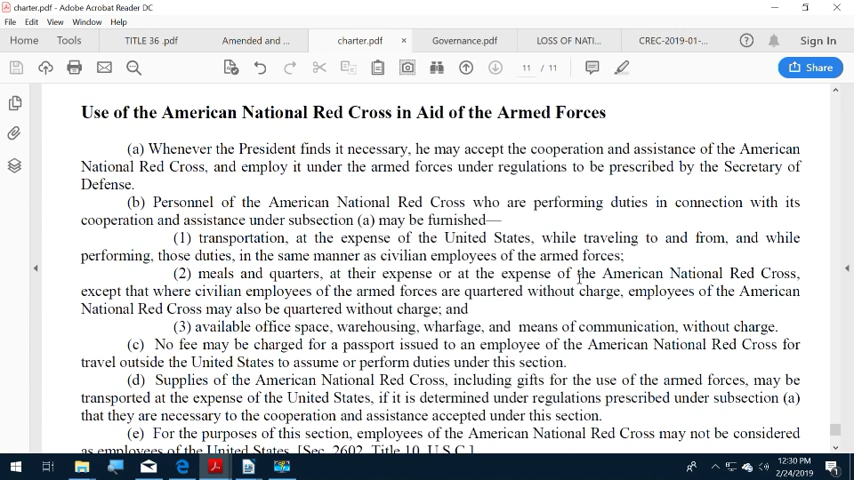 charter.pdf - Adobe Acrobat Reader DC
File Edit View Window Help
Home Tools TITLE 36 .pdf Amended and ... charter.pdf × Governance.pdf LOSS OF NATI... CREC-2019-01-... Sign In
11 / 11 Share
Use of the American National Red Cross in Aid of the Armed Forces
(a) Whenever the President finds it necessary, he may accept the cooperation and assistance of the American
National Red Cross, and employ it under the armed forces under regulations to be prescribed by the Secretary of
Defense.
(b) Personnel of the American National Red Cross who are performing duties in connection with its
cooperation and assistance under subsection (a) may be furnished—
(1) transportation, at the expense of the United States, while traveling to and from, and while
performing, those duties, in the same manner as civilian employees of the armed forces;
(2) meals and quarters, at their expense or at the expense of the American National Red Cross,
except that where civilian employees of the armed forces are quartered without charge, employees of the American
National Red Cross may also be quartered without charge; and
(3) available office space, warehousing, wharfage, and means of communication, without charge.
(c) No fee may be charged for a passport issued to an employee of the American National Red Cross for
travel outside the United States to assume or perform duties under this section.
(d) Supplies of the American National Red Cross, including gifts for the use of the armed forces, may be
transported at the expense of the United States, if it is determined under regulations prescribed under subsection (a)
that they are necessary to the cooperation and assistance accepted under this section.
(e) For the purposes of this section, employees of the American National Red Cross may not be considered
as employees of the United States. [Sec. 2602, Title 10, U.S.C.]
12:30 PM
2/24/2019